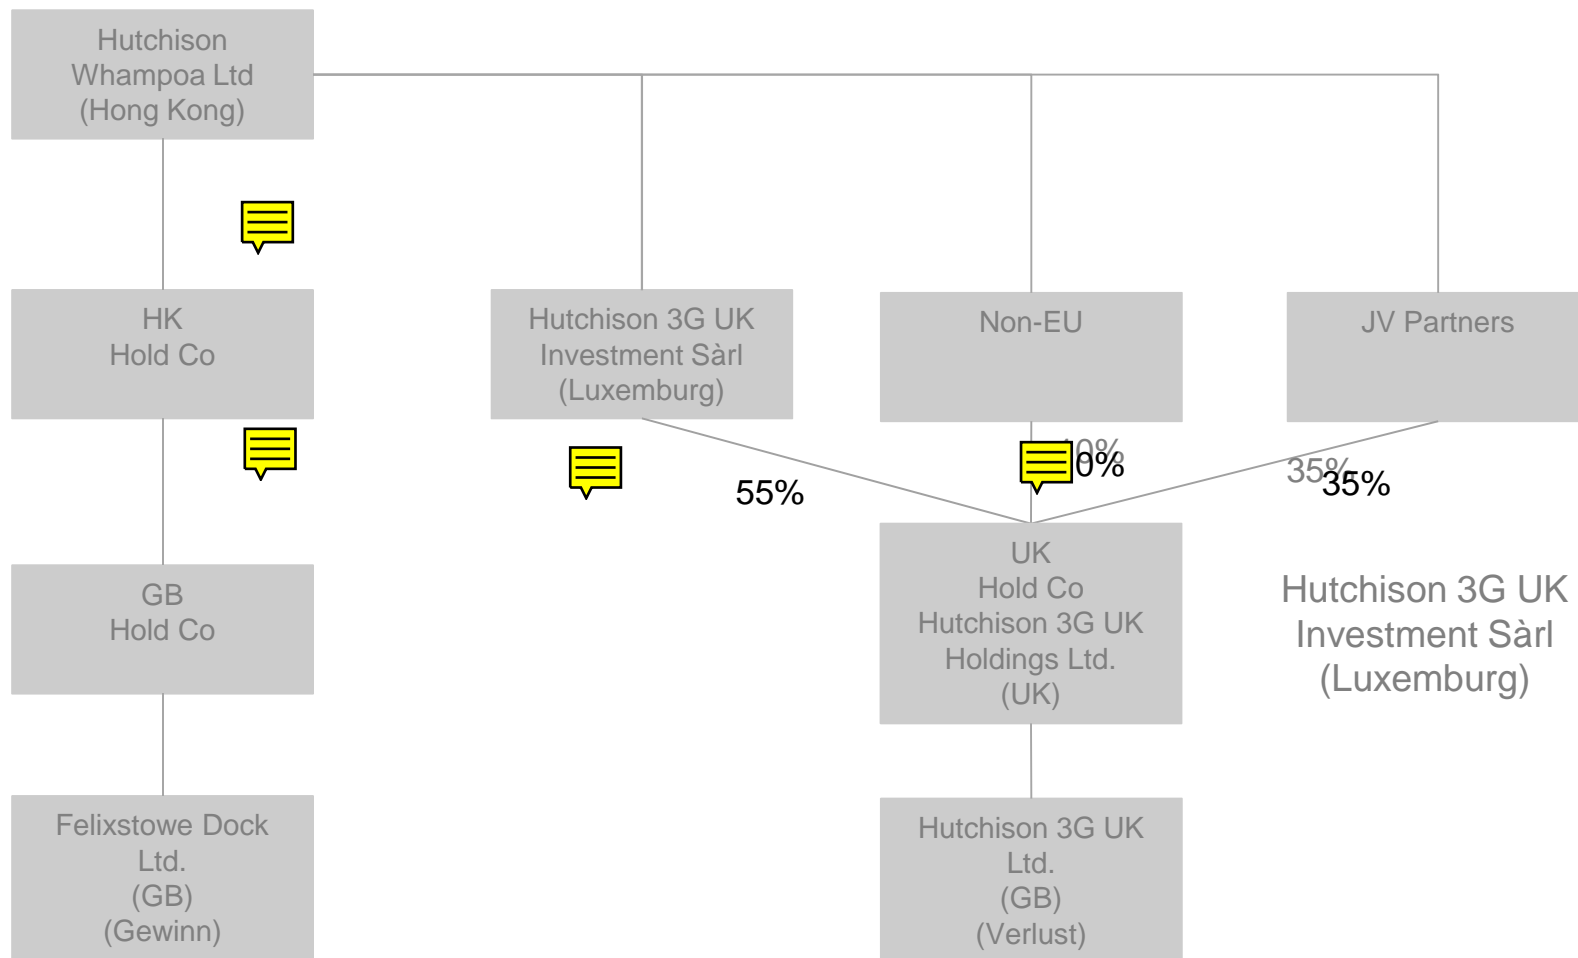 Hutchison
Whampoa Ltd
(Hong Kong)
HK
Hold Co
Hutchison 3G UK
Investment Sàrl
(Luxemburg)
Non-EU
JV Partners
55%
35%
35%
GB
Hold Co
UK
Hold Co
Hutchison 3G UK
Holdings Ltd.
(UK)
Hutchison 3G UK
Investment Sàrl
(Luxemburg)
Felixstowe Dock
Ltd.
(GB)
(Gewinn)
Hutchison 3G UK
Ltd.
(GB)
(Verlust)